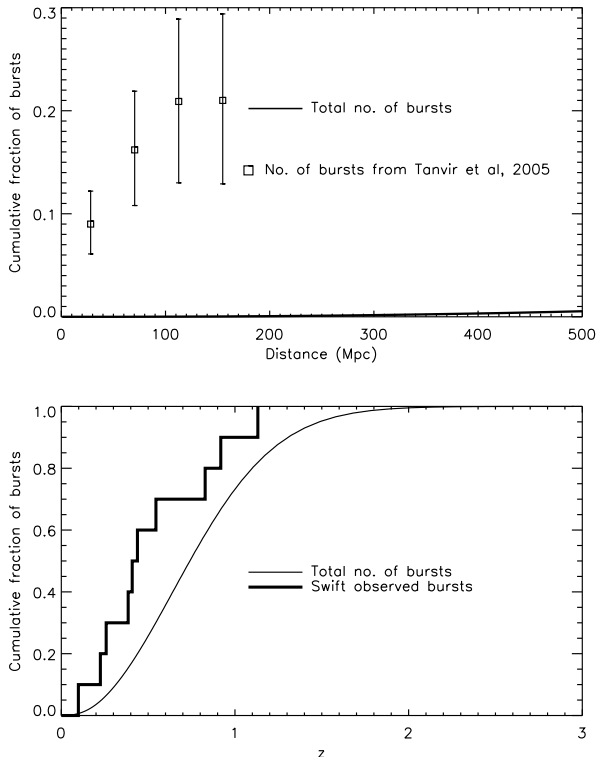 Cumulative fraction of bursts
0.3
0.2
0.1
0.0
Total no. of bursts
No. of bursts from Tanvir et al, 2005
0 100 200 300 400 500
Distance (Mpc)
Cumulative fraction of bursts
1.0
0.8
0.6
0.4
0.2
0.0
Total no. of bursts
Swift observed bursts
0 1 2 3
z